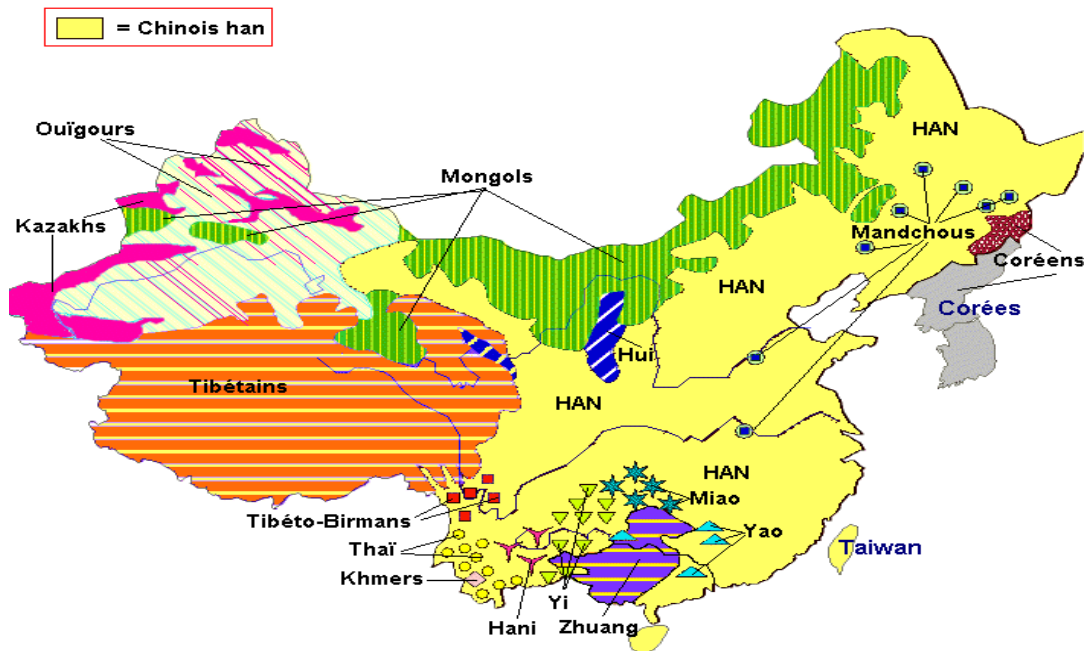 = Chinois han
HAN
Ouïgours
Mongols
Kazakhs
Mandchous
Coréens
HAN
Corées
Hui
Tibétains
HAN
HAN
Miao
Tibéto-Birmans
Yao
Thaï
Taiwan
Khmers
Yi
Hani
Zhuang